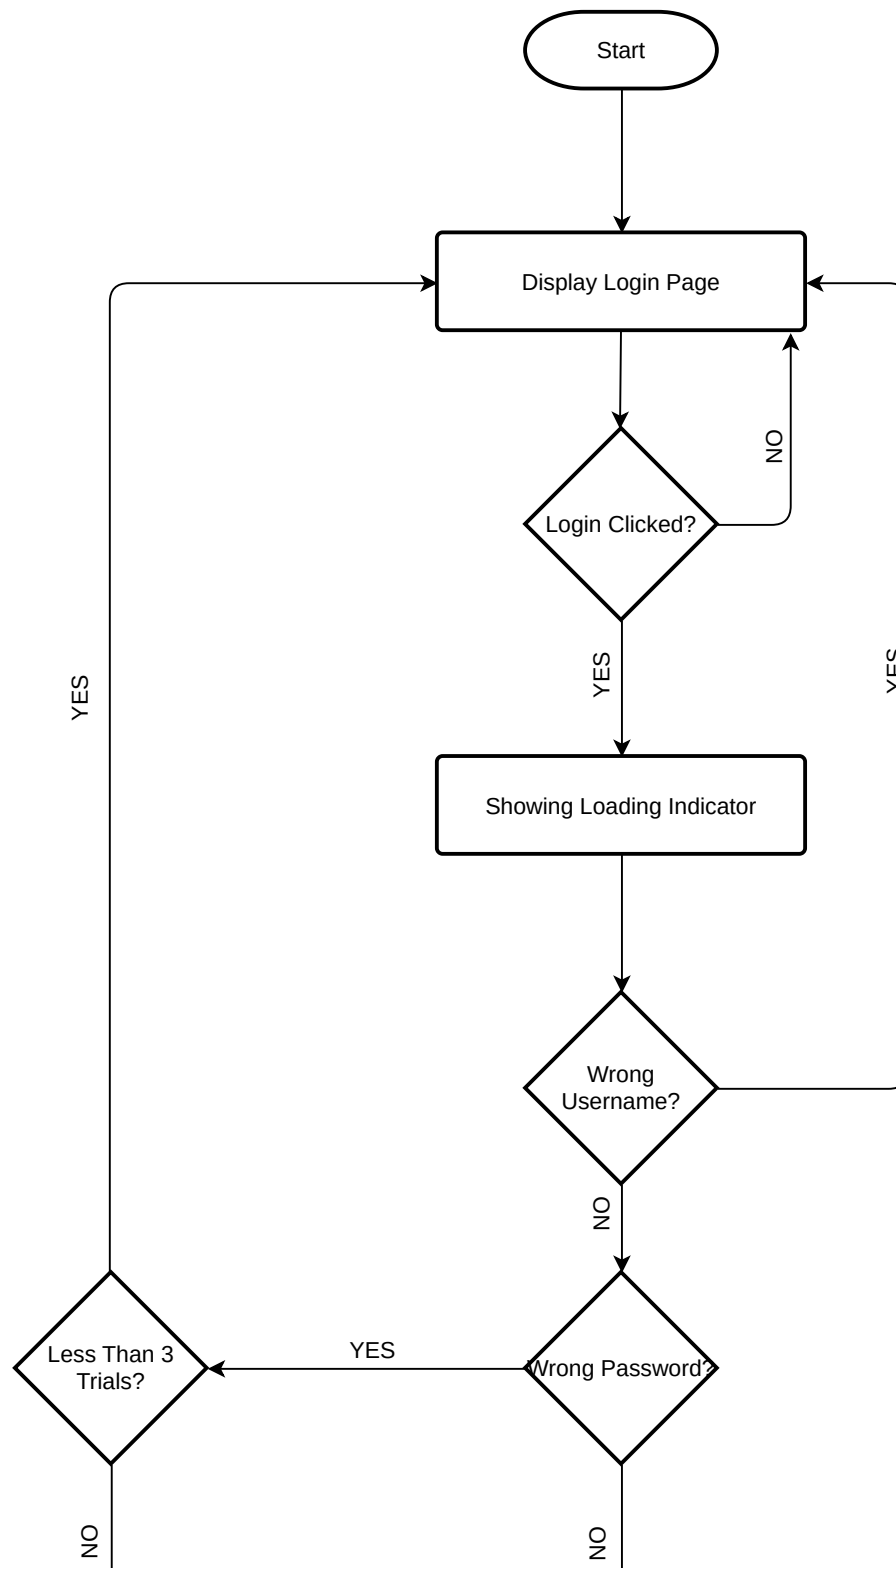 Start
Display Login Page
NO
Login Clicked?
YES
YES
YES
Showing Loading Indicator
Wrong
Username?
NO
YES
Less Than 3
Trials?
Wrong Password?
NO
NO